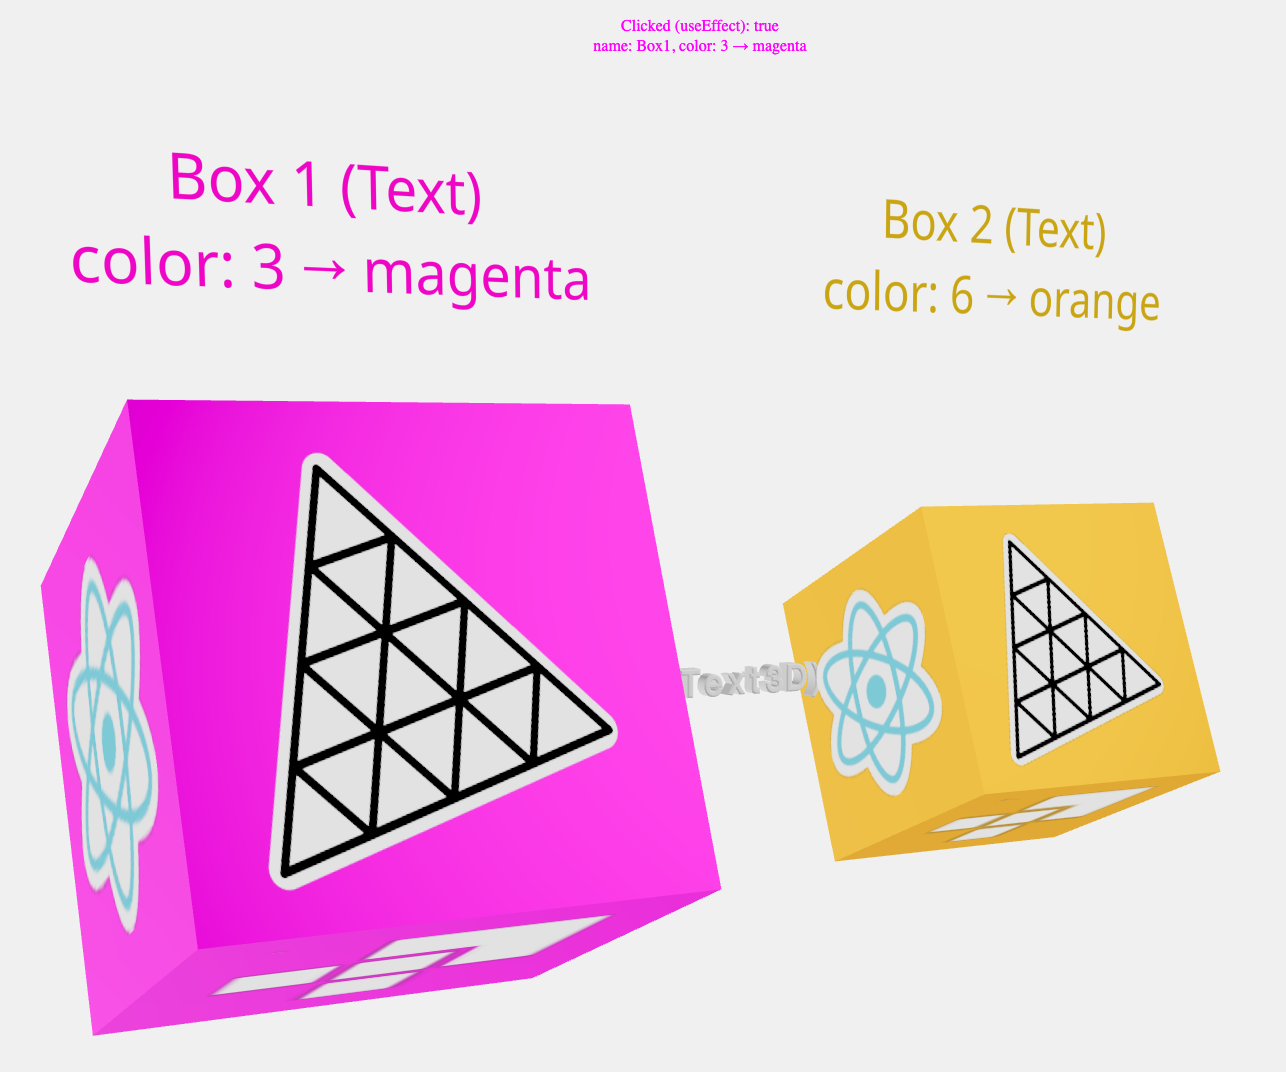 Clicked (useEffect): true
name: Box1, color: 3 → magenta
Box 1 (Text)
color: 3 → magenta
Box 2 (Text)
color: 6 → orange
Text3D)